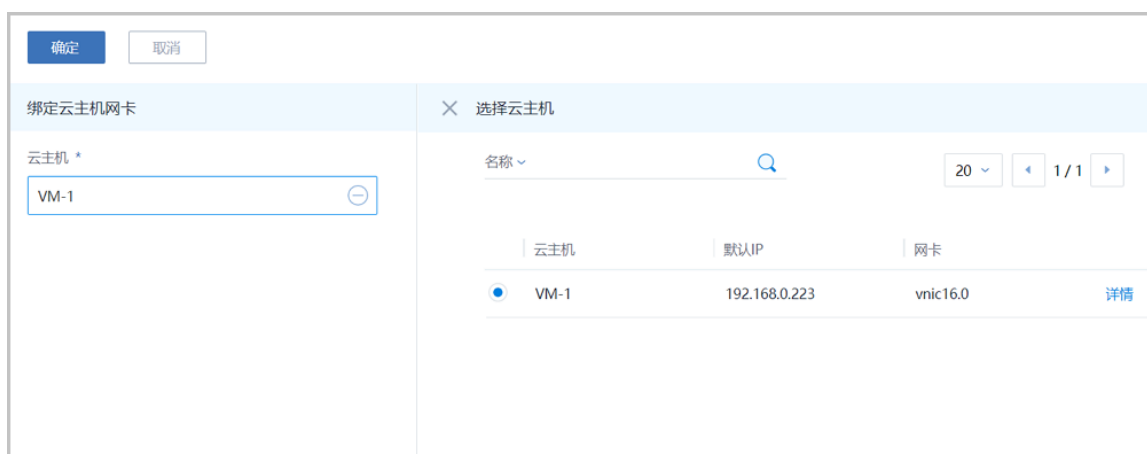 确定 取消
绑定云主机网卡
云主机 *
VM-1
选择云主机
名称 20 1 / 1
云主机 默认IP 网卡
VM-1 192.168.0.223 vnic16.0 详情